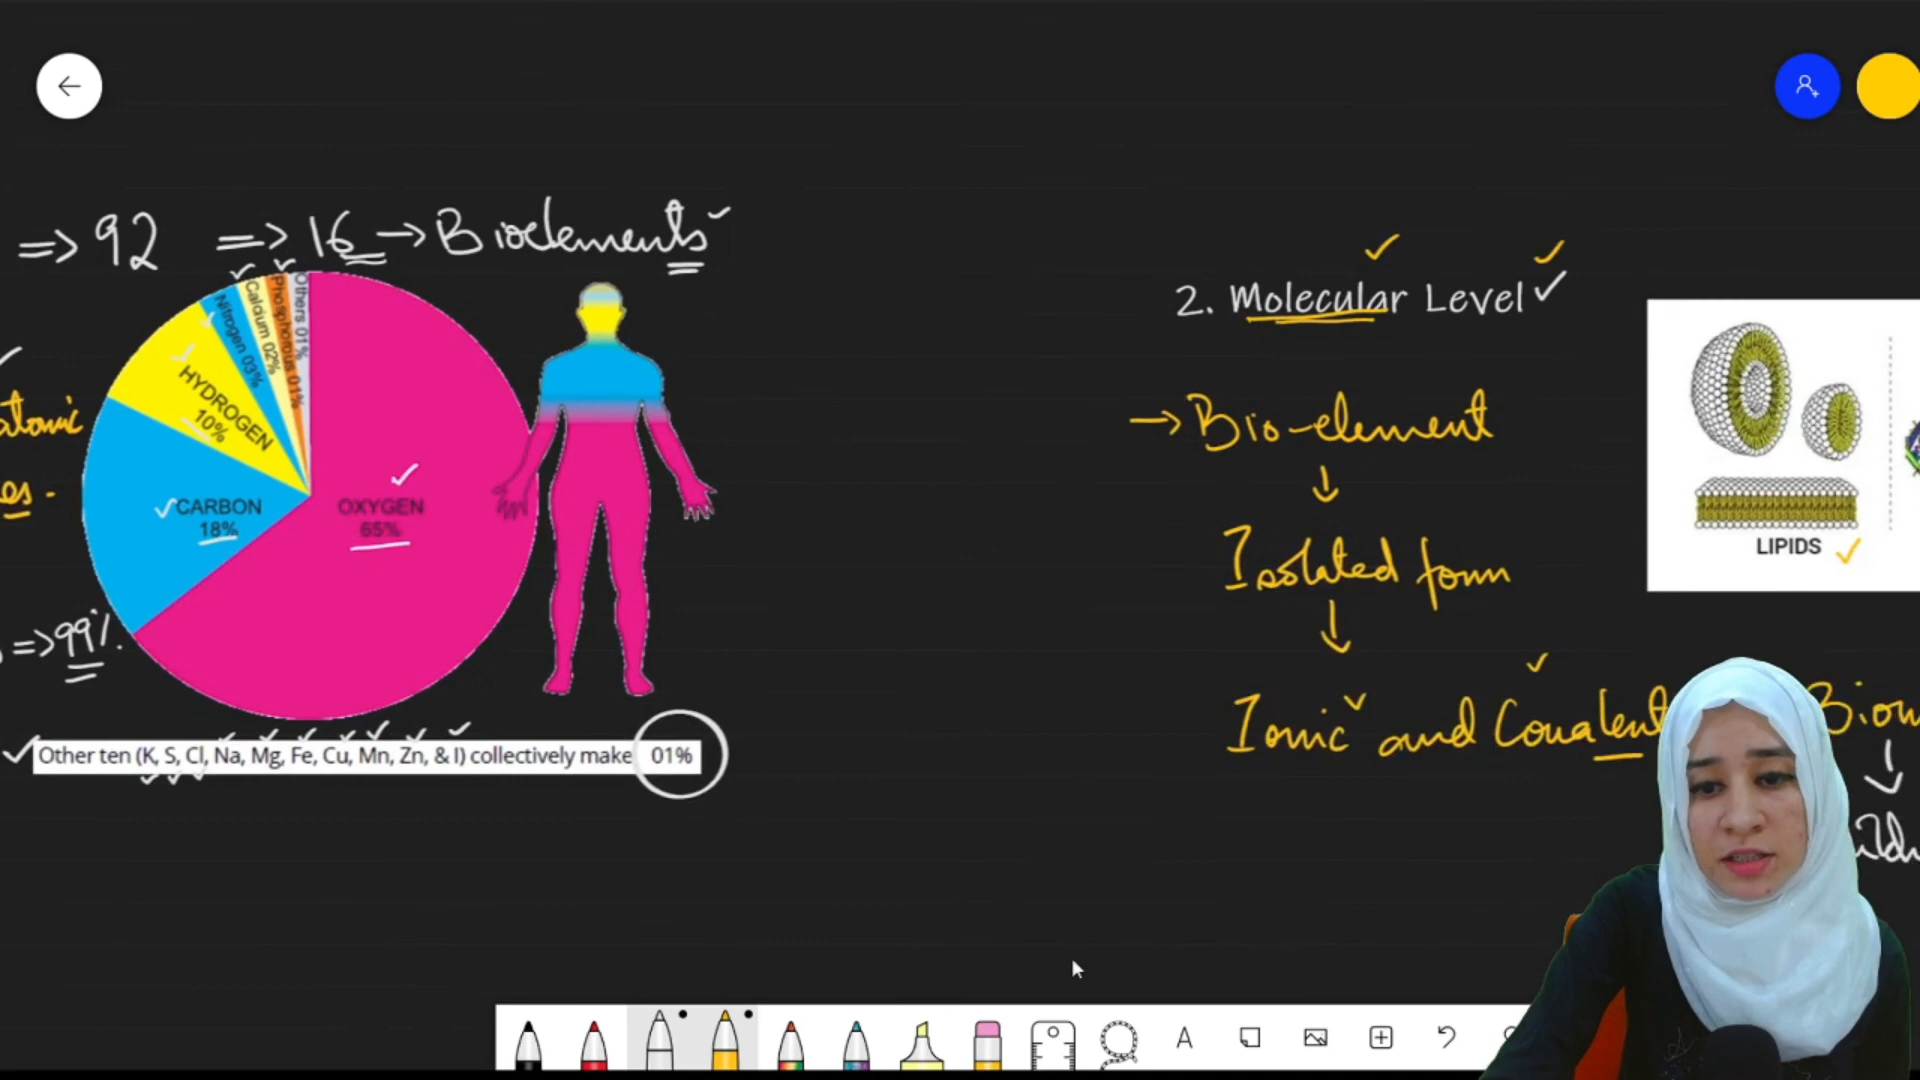 => 92 => 16 → Bioelements
Others 01%
Phosphorous 01%
Calcium 02%
Nitrogen 03%
HYDROGEN
10%
CARBON
18%
OXYGEN
65%
=> 99%.
Other ten (K, S, Cl, Na, Mg, Fe, Cu, Mn, Zn, & I) collectively make 01%
2. Molecular Level
→ Bio-element
↓
Isolated form
↓
Ionic and Covalent
LIPIDS